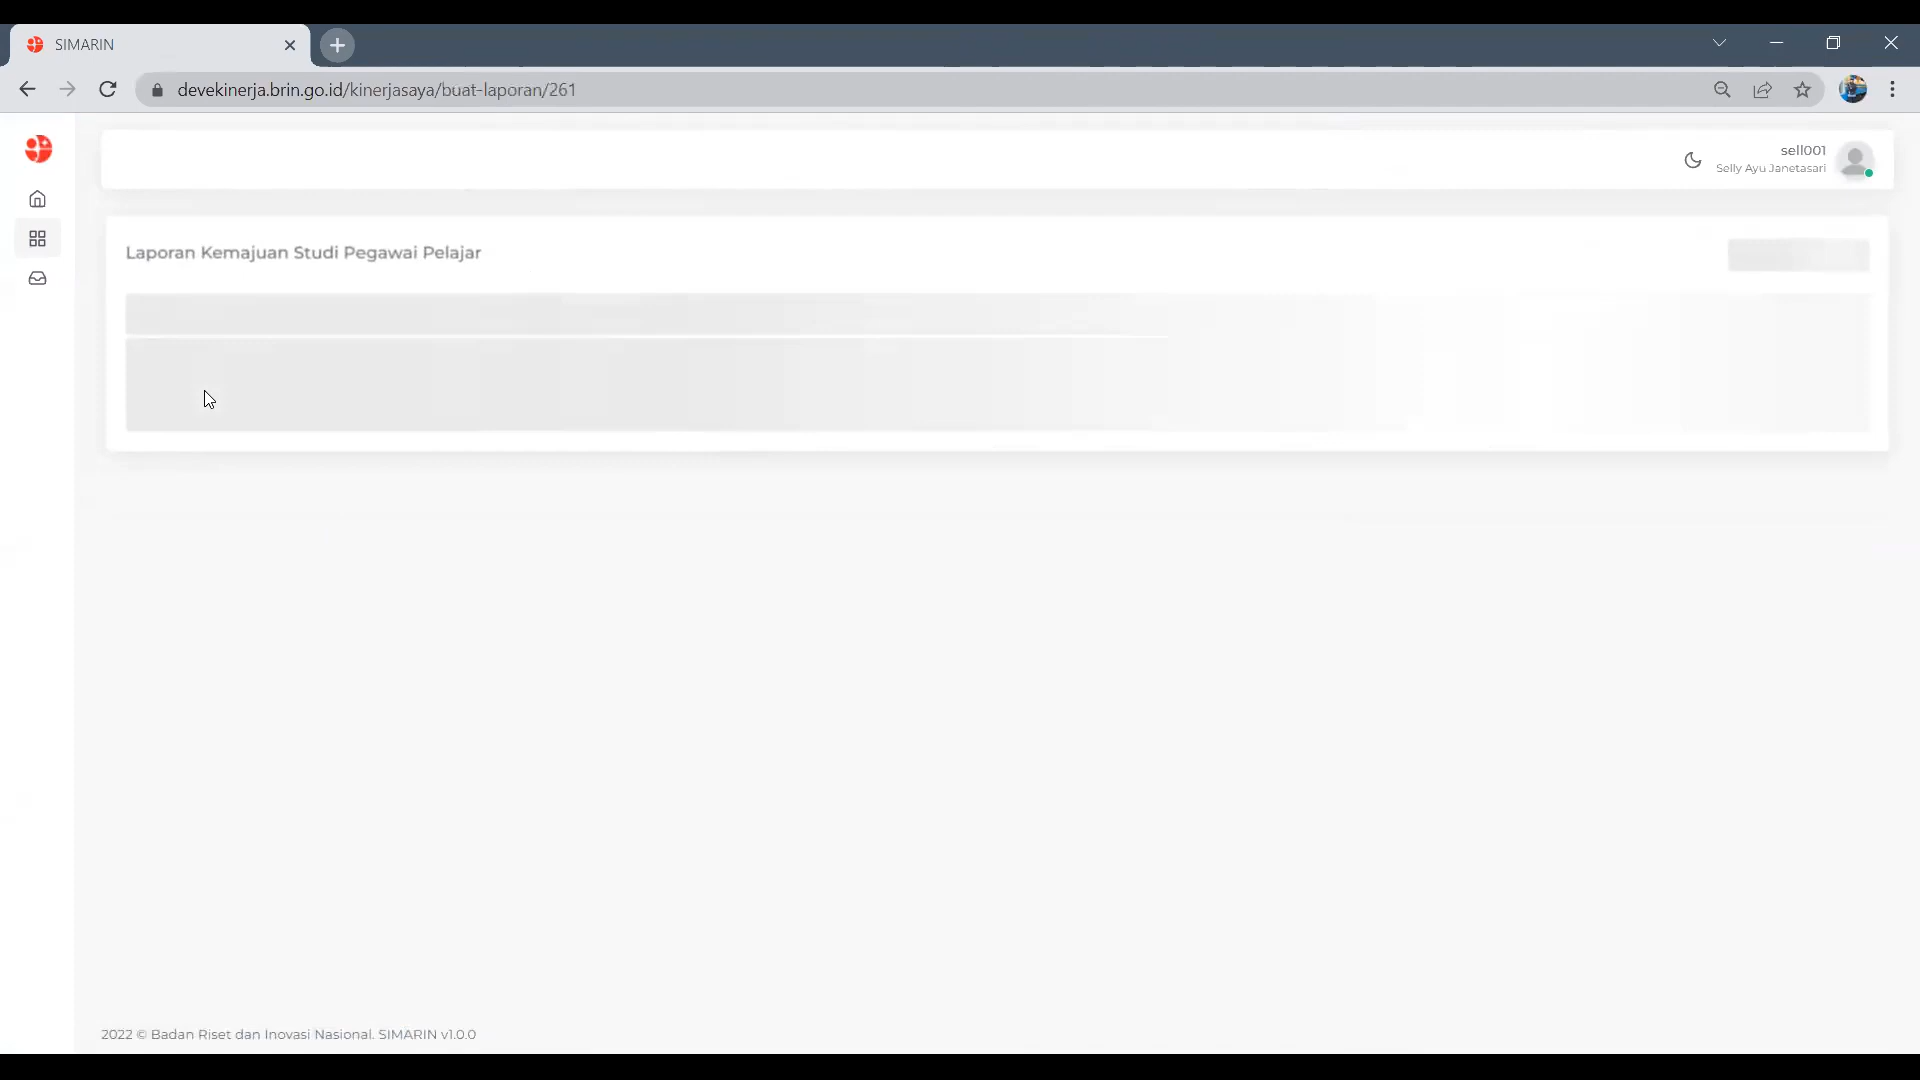 SIMARIN
devekinerja.brin.go.id/kinerjasaya/buat-laporan/261
sell001
Selly Ayu Janetasari
Laporan Kemajuan Studi Pegawai Pelajar
2022 © Badan Riset dan Inovasi Nasional. SIMARIN v1.0.0